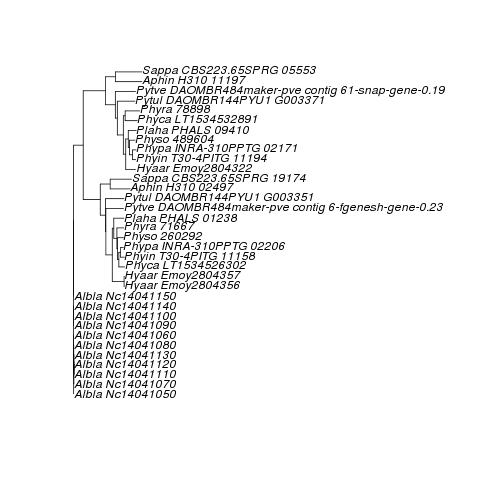 Sappa CBS223.65SPRG 05553
Aphin H310 11197
Pytve DAOMBR484maker-pve contig 61-snap-gene-0.19
Pytul DAOMBR144PYU1 G003371
Phyra 78898
Phyca LT1534532891
Plaha PHALS 09410
Physo 489604
Phypa INRA-310PPTG 02171
Phyin T30-4PITG 11194
Hyaar Emoy2804322
Sappa CBS223.65SPRG 19174
Aphin H310 02497
Pytul DAOMBR144PYU1 G003351
Pytve DAOMBR484maker-pve contig 6-fgenesh-gene-0.23
Plaha PHALS 01238
Phyra 71667
Physo 260292
Phypa INRA-310PPTG 02206
Phyin T30-4PITG 11158
Phyca LT1534526302
Hyaar Emoy2804357
Hyaar Emoy2804356
Albla Nc14041150
Albla Nc14041140
Albla Nc14041100
Albla Nc14041090
Albla Nc14041060
Albla Nc14041080
Albla Nc14041130
Albla Nc14041120
Albla Nc14041110
Albla Nc14041070
Albla Nc14041050